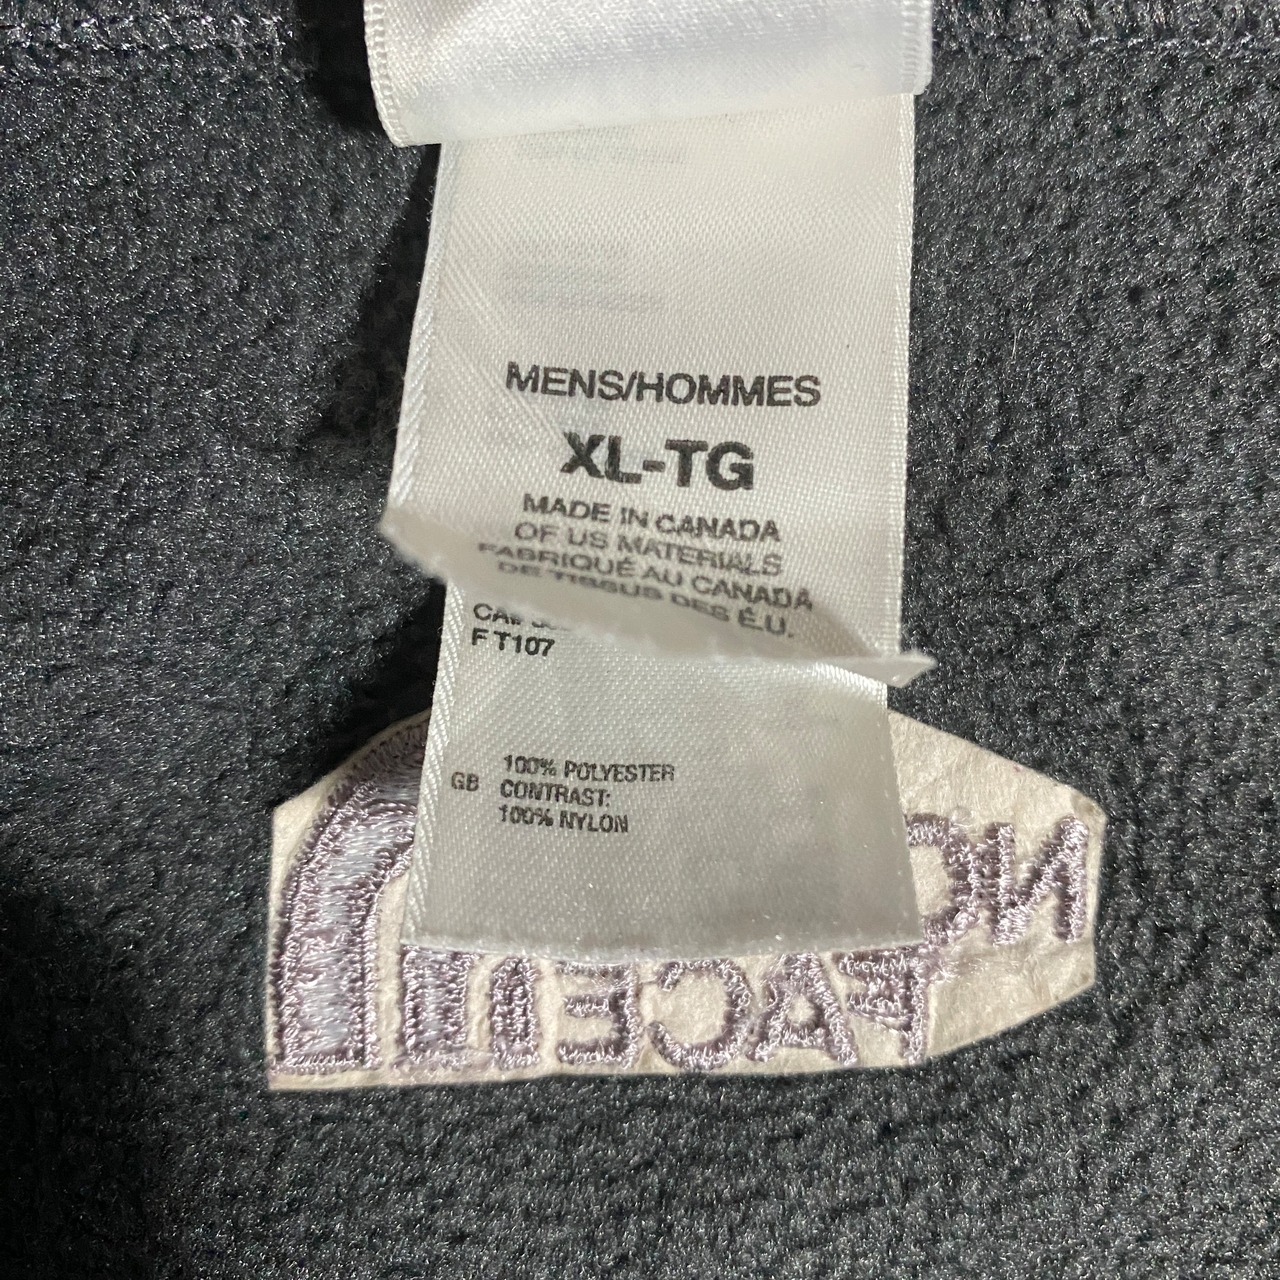 MENS/HOMMES
XL-TG
MADE IN CANADA
OF US MATERIALS
FABRIQUÉ AU CANADA
DE TISSUS DES É.U.
F T107
100% POLYESTER
GB CONTRAST:
100% NYLON
FACE